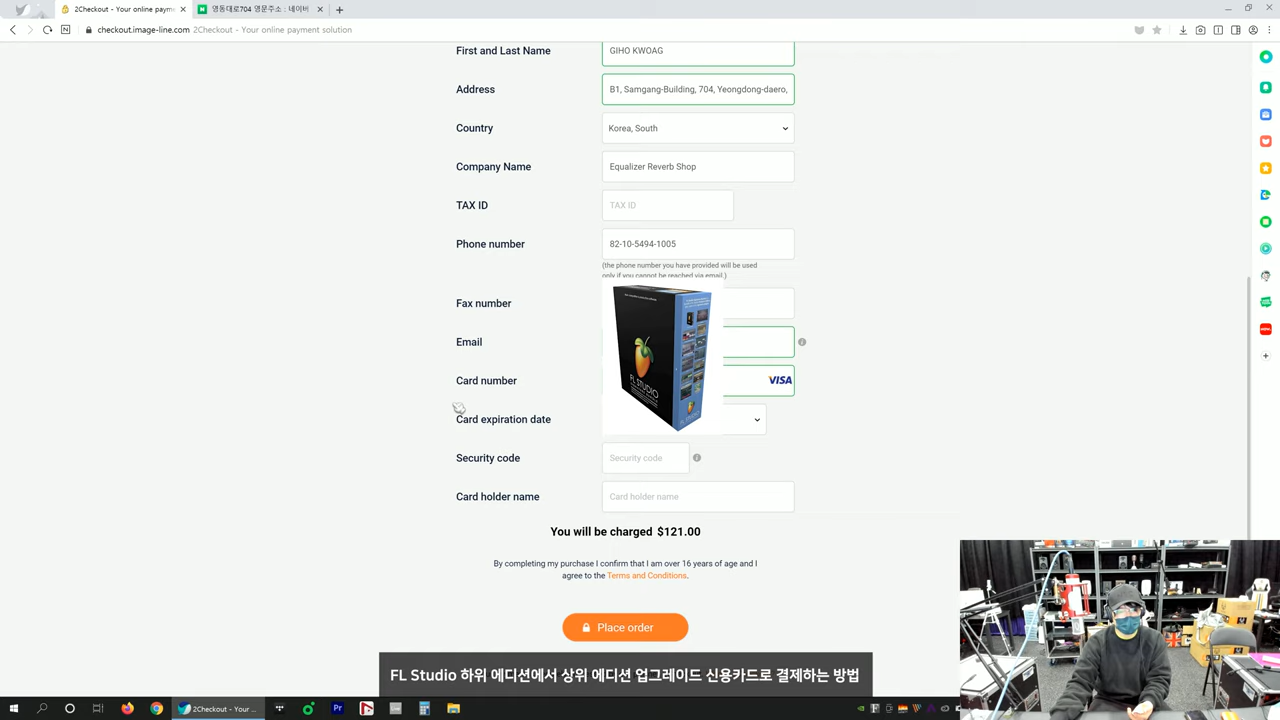 2Checkout - Your online payme
영동대로704 영문주소 : 네이버
checkout.image-line.com 2Checkout - Your online payment solution
First and Last Name GIHO KWOAG
Address B1, Samgang-Building, 704, Yeongdong-daero,
Country Korea, South
Company Name Equalizer Reverb Shop
TAX ID TAX ID
Phone number 82-10-5494-1005
(the phone number you have provided will be used
only if you cannot be reached via email.)
Fax number
Email
Card number VISA
Card expiration date
FL STUDIO
Security code Security code
Card holder name Card holder name
You will be charged $121.00
By completing my purchase I confirm that I am over 16 years of age and I
agree to the Terms and Conditions.
Place order
FL Studio 하위 에디션에서 상위 에디션 업그레이드 신용카드로 결제하는 방법
2Checkout - Your ...